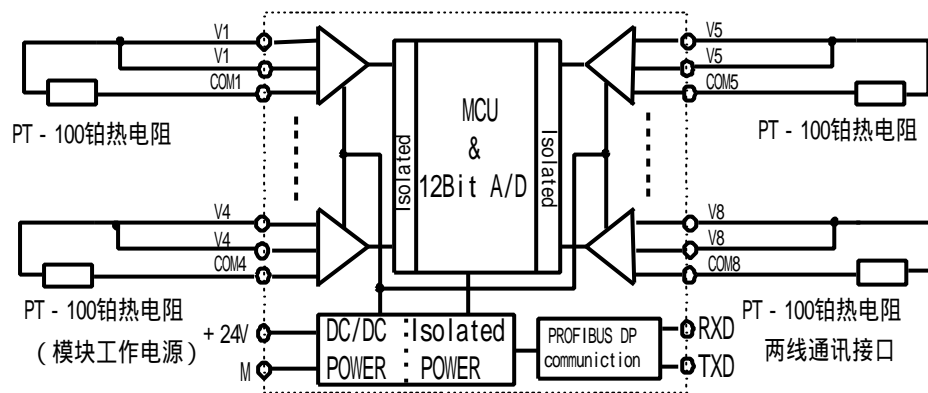 V1
V1
COM1
PT - 100铂热电阻
V4
V4
COM4
PT - 100铂热电阻
+ 24V
(模块工作电源)
M
Isolated
MCU
&
12Bit A/D
Isolated
DC/DC
POWER
Isolated
POWER
PROFIBUS DP
communiction
V5
V5
COM5
PT - 100铂热电阻
V8
V8
COM8
PT - 100铂热电阻
RXD
两线通讯接口
TXD